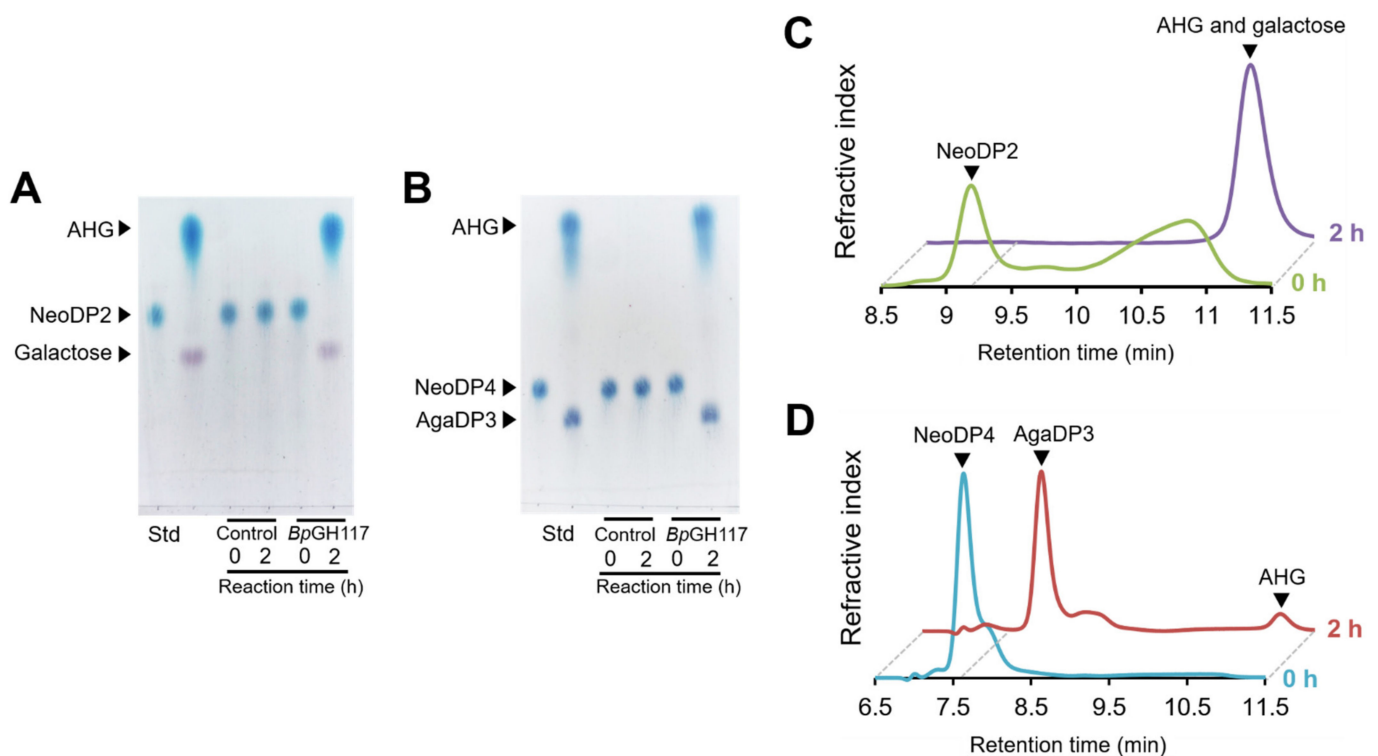 A
AHG
NeoDP2
Galactose
Std
Control
BpGH117
0 2 0 2
Reaction time (h)
B
AHG
NeoDP4
AgaDP3
Std
Control
BpGH117
0 2 0 2
Reaction time (h)
C
AHG and galactose
NeoDP2
Refractive index
2 h
0 h
8.5 9 9.5 10 10.5 11 11.5
Retention time (min)
D
NeoDP4 AgaDP3
AHG
Refractive index
2 h
0 h
6.5 7.5 8.5 9.5 10.5 11.5
Retention time (min)